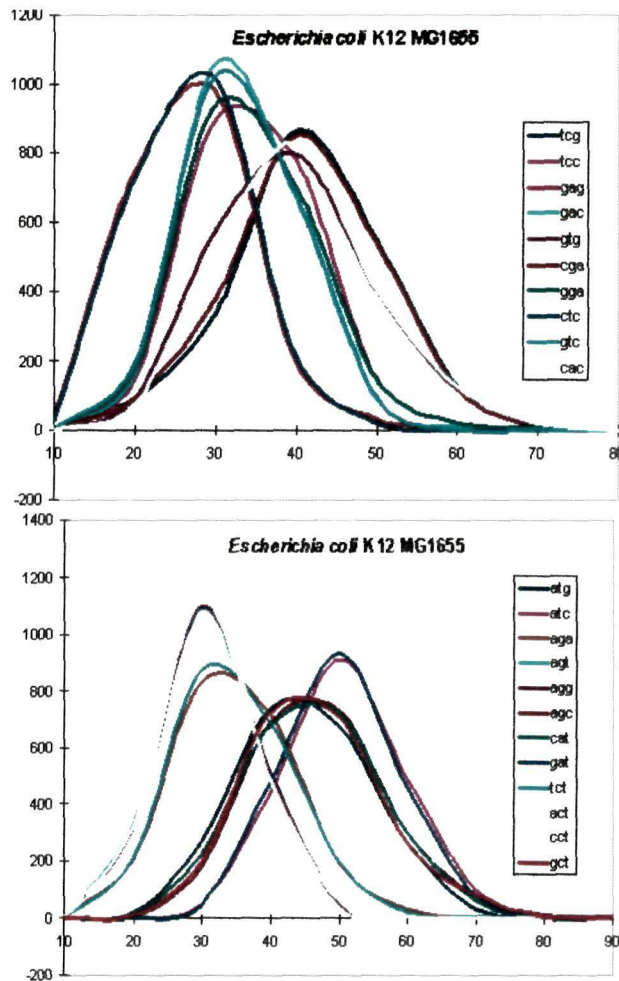 Escherichia coli K12 MG1655
1200
1000
800
600
400
200
0
-200
10 20 30 40 50 60 70 80
tcg
tcc
gag
gac
gtg
cga
gga
ctc
gtc
cac
Escherichia coli K12 MG1655
1400
1200
1000
800
600
400
200
0
-200
10 20 30 40 50 60 70 80 90
atg
atc
aga
agt
agg
agc
cat
gat
tct
act
cct
gct